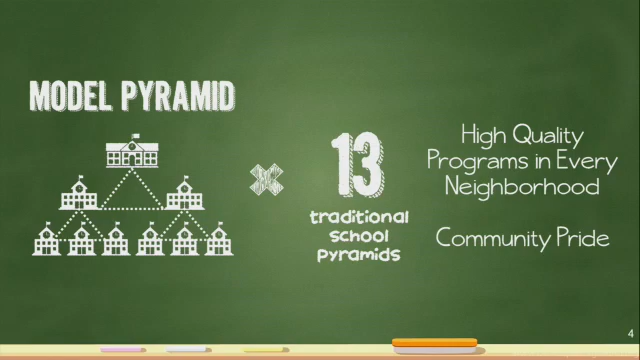 MODEL PYRAMID
13
traditional
school
pyramids
High Quality
Programs in Every
Neighborhood
Community Pride
4